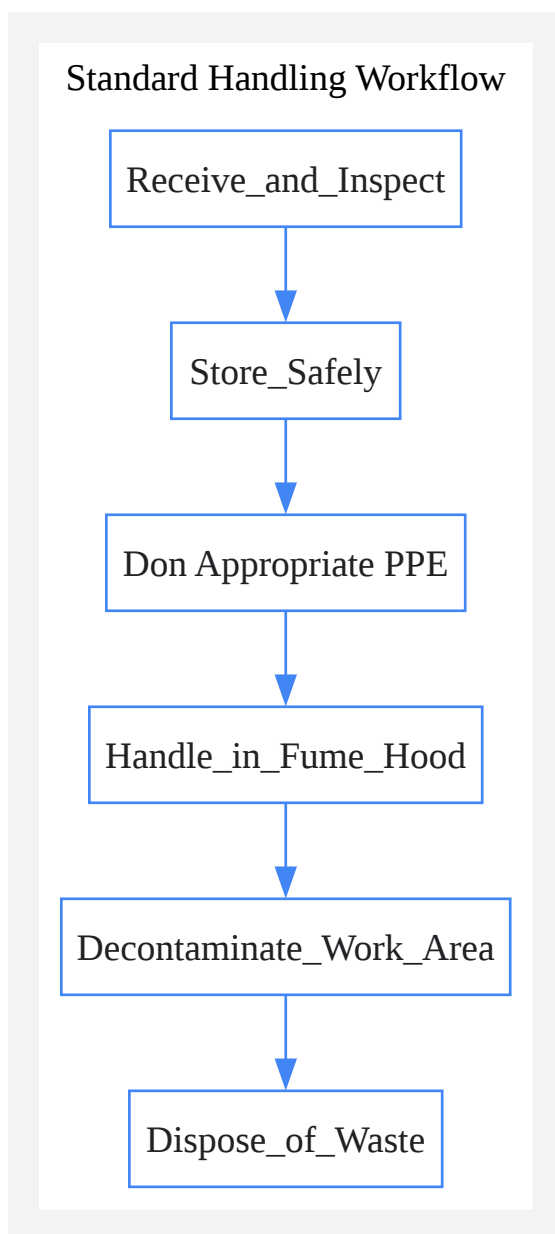 Standard Handling Workflow
Receive_and_Inspect
Store_Safely
Don Appropriate PPE
Handle_in_Fume_Hood
Decontaminate_Work_Area
Dispose_of_Waste